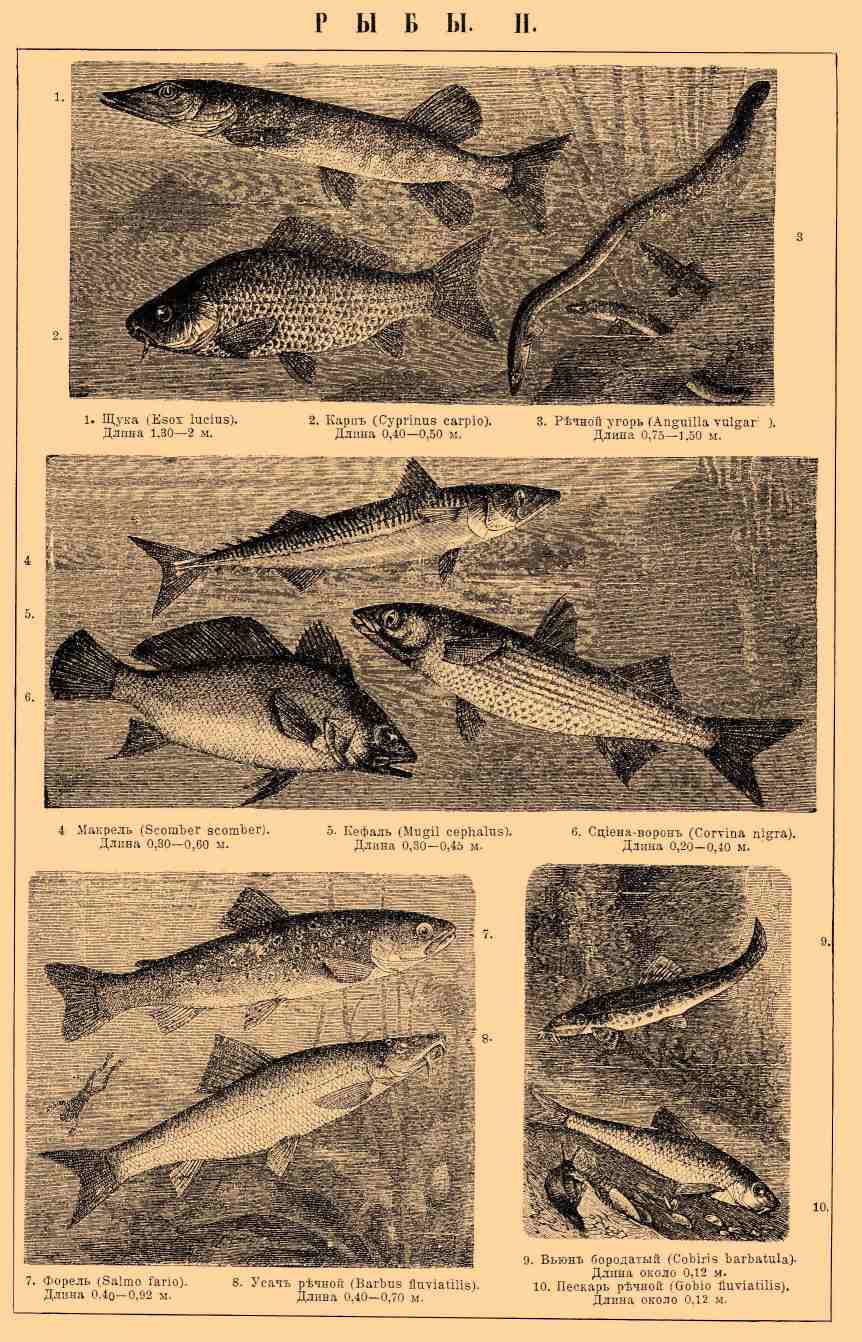 РЫБЫ. II.
1.
3
2.
1. Щука (Esox lucius).
Длина 1,30—2 м.
2. Карпъ (Cyprinus carpio).
Длина 0,40—0,50 м.
3. Рѣчной угорь (Anguilla vulgar ).
Длина 0,75—1,50 м.
4
5.
6.
4 Макрель (Scomber scomber).
Длина 0,30—0,60 м.
5. Кефаль (Mugil cephalus).
Длина 0,30—0,45 м.
6. Сціена-воронъ (Corvina nigra).
Длина 0,20—0,40 м.
7.
8.
9.
10.
7. Форель (Salmo fario).
Длина 0.40—0,92 м.
8. Усачъ рѣчной (Barbus fluviatilis).
Длина 0,40—0,70 м.
9. Вьюнъ бородатый (Cobiris barbatula).
Длина около 0,12 м.
10. Пескарь рѣчной (Gobio fluviatilis).
Длина около 0,12 м.